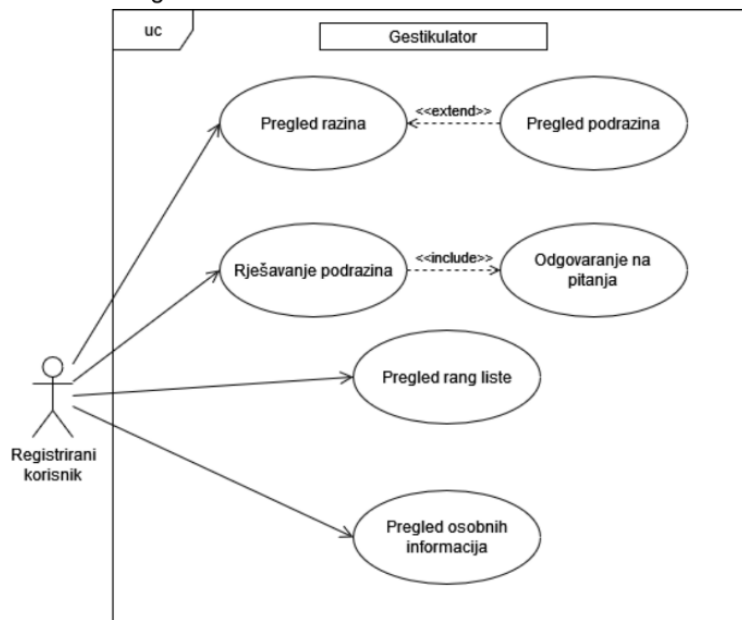 uc
Gestikulator
Pregled razina
<<extend>>
Pregled podrazina
Rješavanje podrazina
<<include>>
Odgovaranje na
pitanja
Pregled rang liste
Registrirani
korisnik
Pregled osobnih
informacija